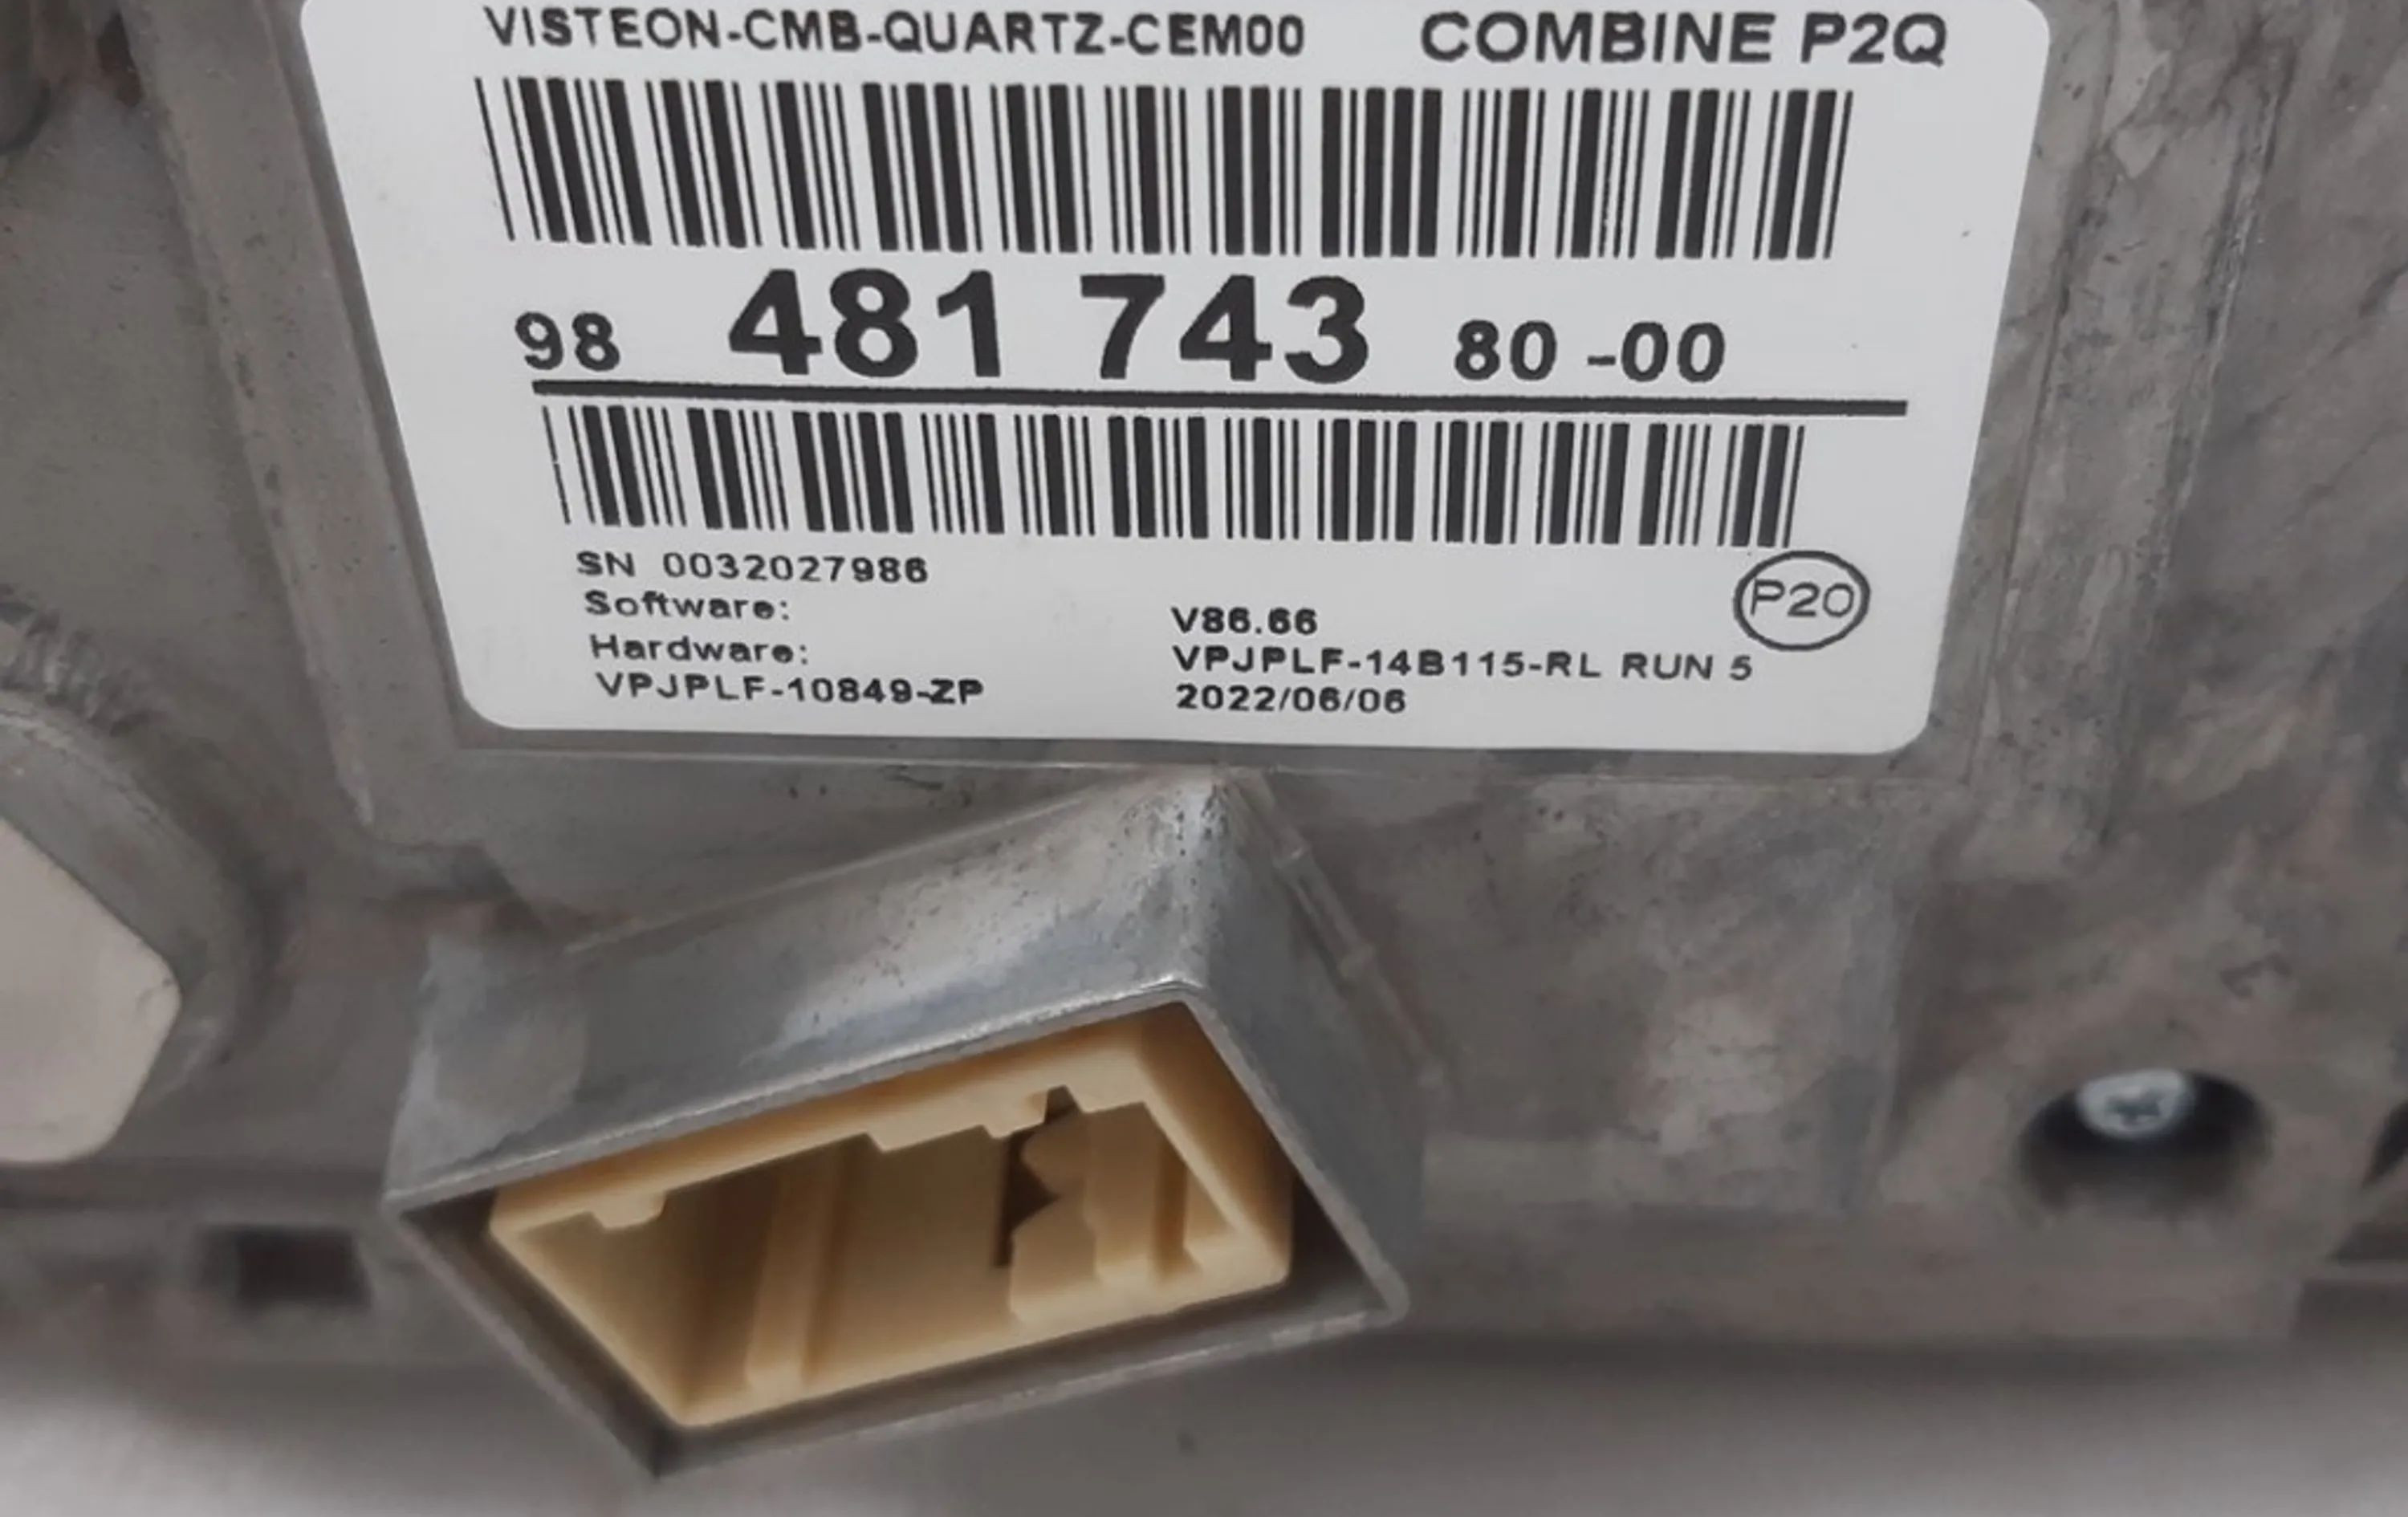 VISTEON-CMB-QUARTZ-CEM00 COMBINE P2Q
98 481 743 80 -00
SN 0032027986
Software: V86.66
Hardware: VPJPLF-14B115-RL RUN 5
VPJPLF-10849-ZP 2022/06/06
P20